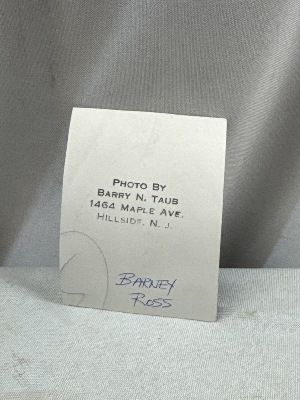 PHOTO BY
BARRY N. TAUB
1464 MAPLE AVE.
HILLSIDE, N. J.
BARNEY
ROSS